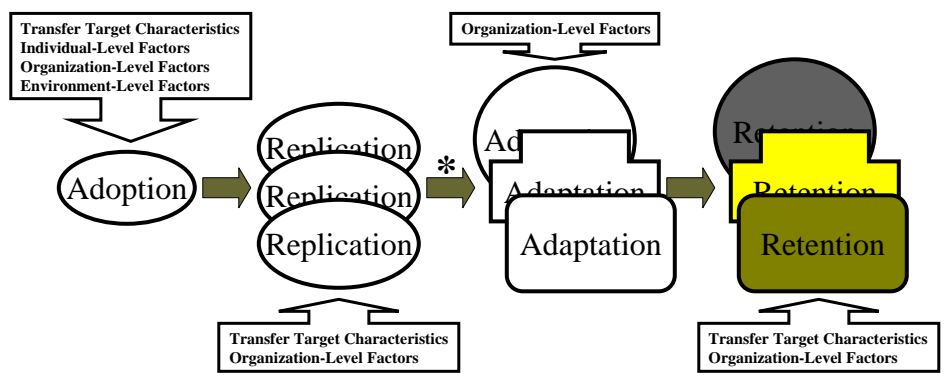 Transfer Target Characteristics
Individual-Level Factors
Organization-Level Factors
Environment-Level Factors
Organization-Level Factors
Adoption
Replication
Replication
Replication
*
Adaptation
Adaptation
Retention
Retention
Retention
Transfer Target Characteristics
Organization-Level Factors
Transfer Target Characteristics
Organization-Level Factors